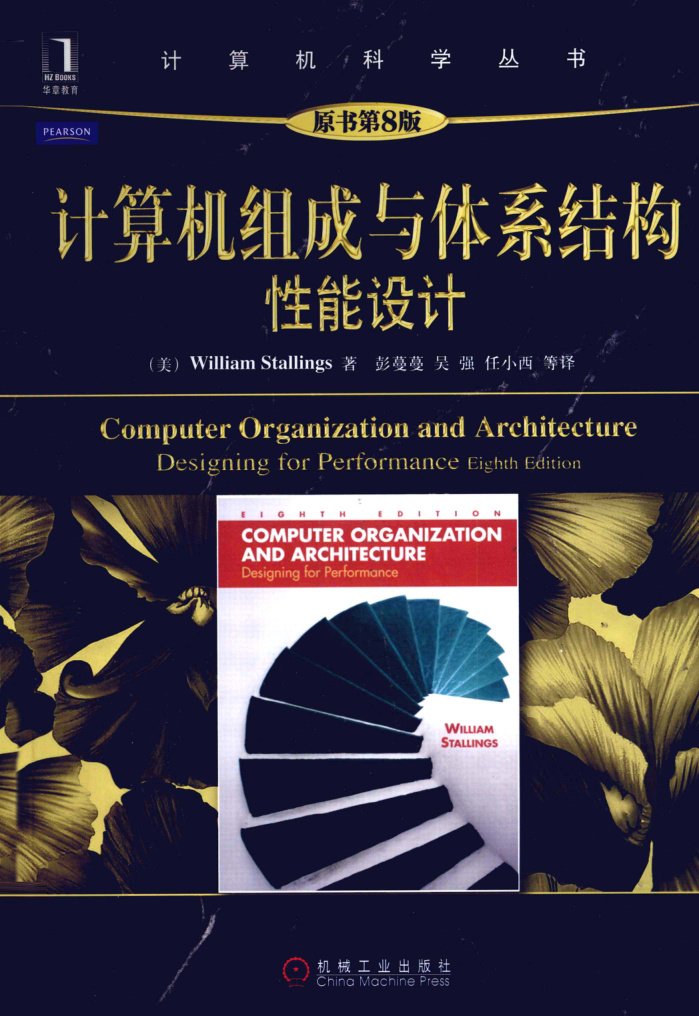 计算机科学丛书
HZ BOOKS
华章教育
PEARSON
原书第8版
计算机组成与体系结构
性能设计
（美）William Stallings 著 彭蔓蔓 吴 强 任小西 等译
Computer Organization and Architecture
Designing for Performance Eighth Edition
EIGHTH EDITION
COMPUTER ORGANIZATION
AND ARCHITECTURE
Designing for Performance
WILLIAM
STALLINGS
机械工业出版社
China Machine Press